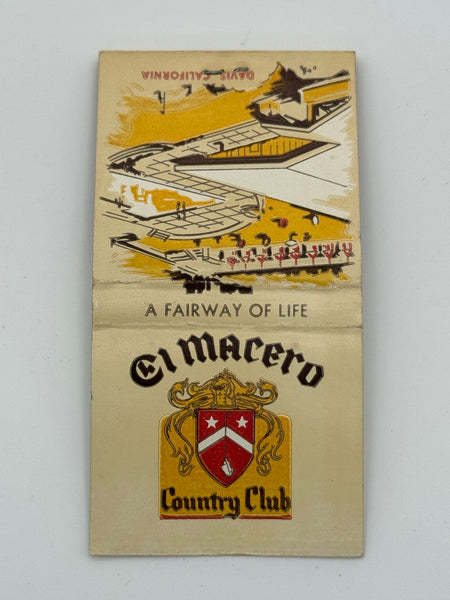 DAVIS, CALIFORNIA
A FAIRWAY OF LIFE
El Macero
Country Club